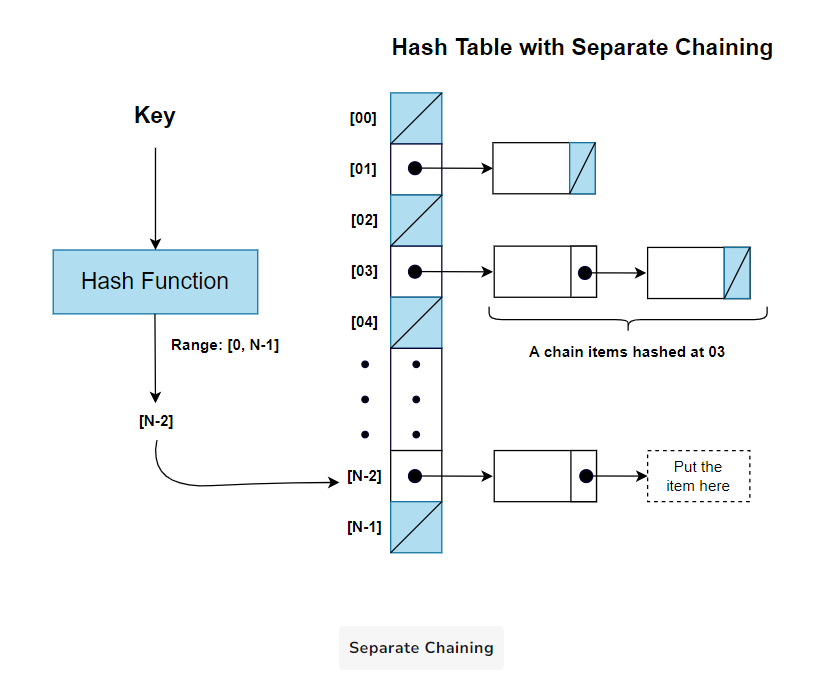 Hash Table with Separate Chaining
Key
[00]
[01]
[02]
Hash Function
[03]
[04]
Range: [0, N-1]
A chain items hashed at 03
[N-2]
[N-2]
Put the
item here
[N-1]
Separate Chaining